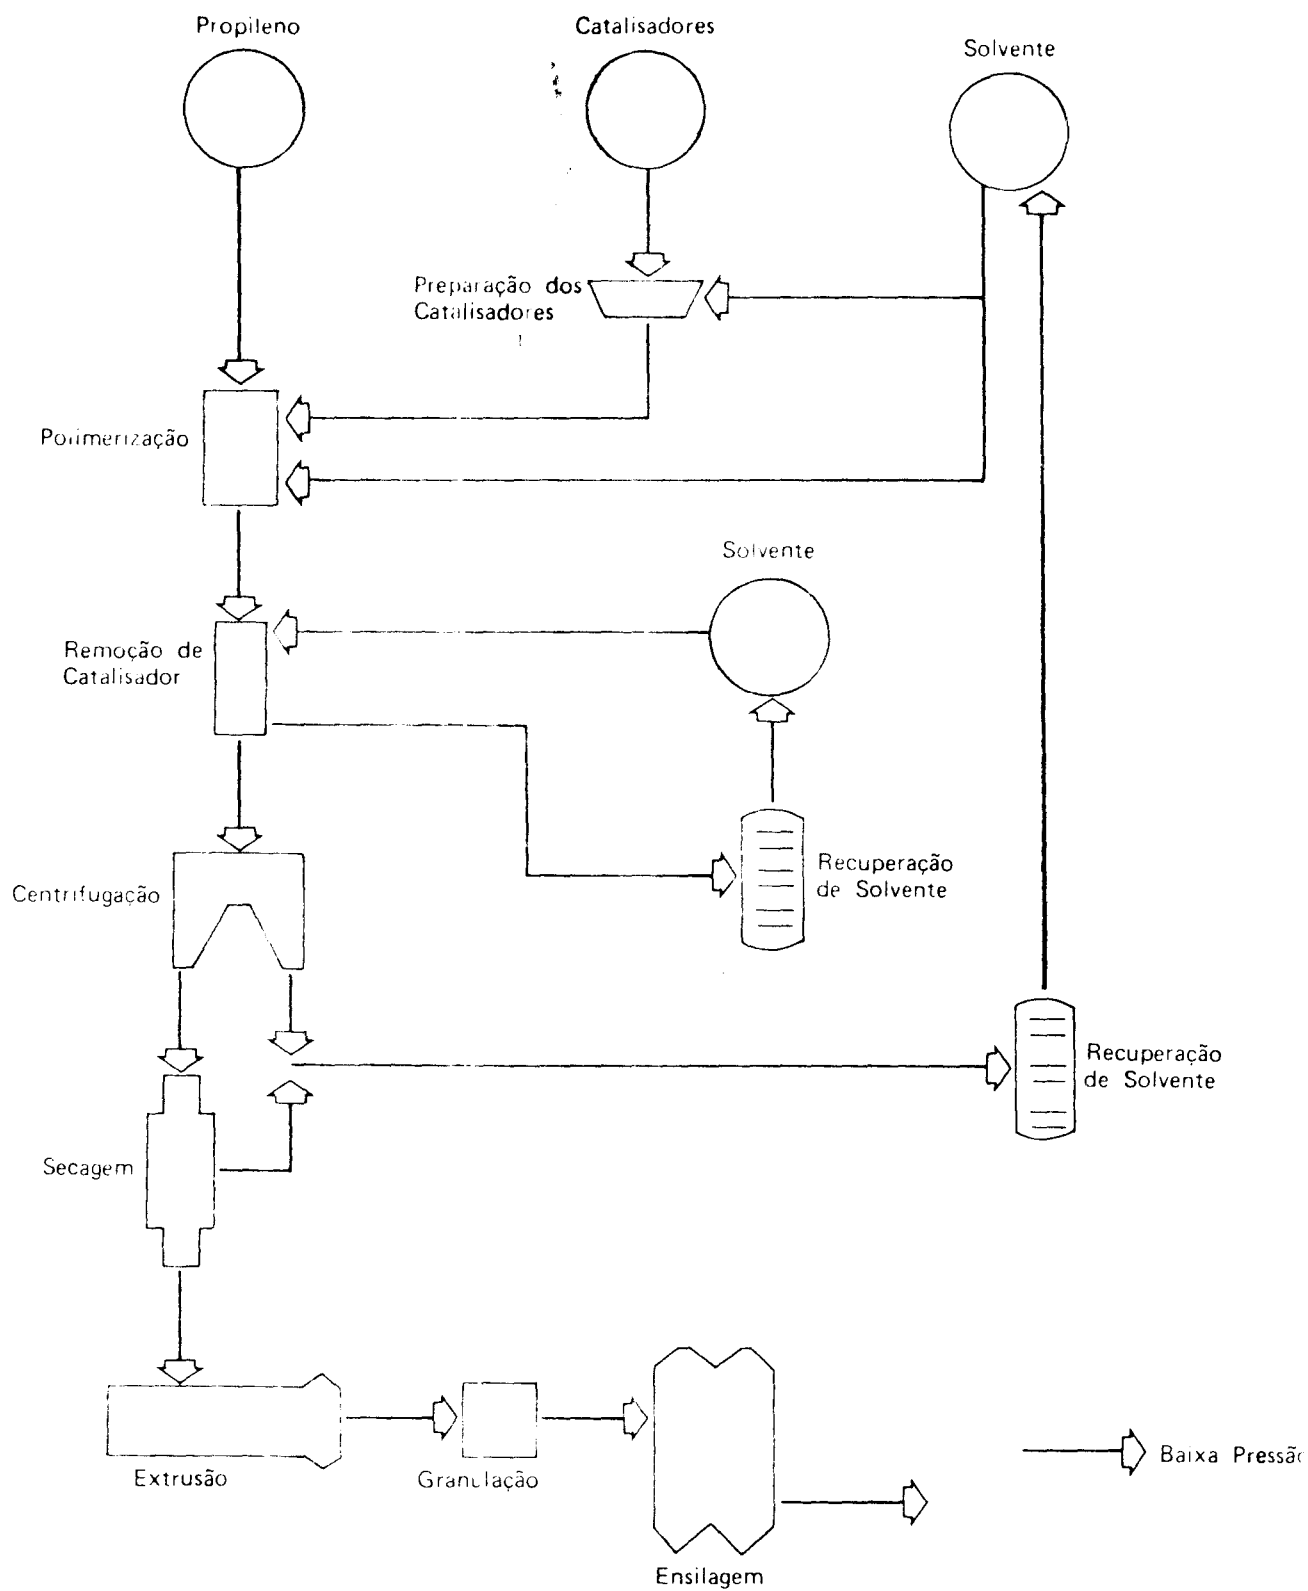 Propileno
Catalisadores
Solvente
Preparação dos
Catalisadores
Polimerização
Solvente
Remoção de
Catalisador
Recuperação
de Solvente
Centrifugação
Recuperação
de Solvente
Secagem
Extrusão
Granulação
Baixa Pressão
Ensilagem